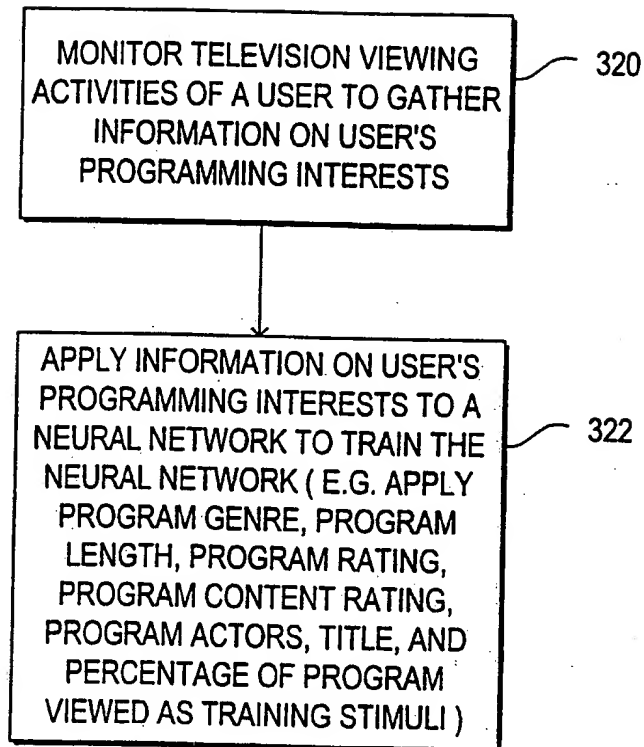 MONITOR TELEVISION VIEWING
ACTIVITIES OF A USER TO GATHER
INFORMATION ON USER'S
PROGRAMMING INTERESTS
320
APPLY INFORMATION ON USER'S
PROGRAMMING INTERESTS TO A
NEURAL NETWORK TO TRAIN THE
NEURAL NETWORK ( E.G. APPLY
PROGRAM GENRE, PROGRAM
LENGTH, PROGRAM RATING,
PROGRAM CONTENT RATING,
PROGRAM ACTORS, TITLE, AND
PERCENTAGE OF PROGRAM
VIEWED AS TRAINING STIMULI )
322